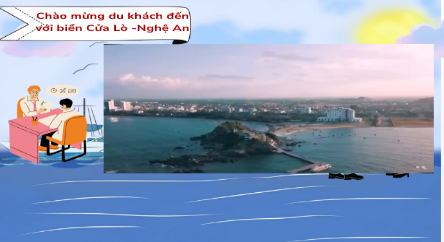 Chào mừng du khách đến
với biển Cửa Lò -Nghệ An